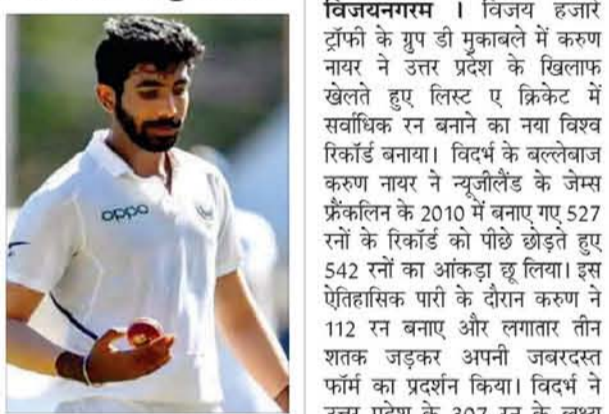 oppo
विजयनगरम । विजय हजारे
ट्रॉफी के ग्रुप डी मुकाबले में करुण
नायर ने उत्तर प्रदेश के खिलाफ
खेलते हुए लिस्ट ए क्रिकेट में
सर्वाधिक रन बनाने का नया विश्व
रिकॉर्ड बनाया। विदर्भ के बल्लेबाज
करुण नायर ने न्यूजीलैंड के जेम्स
फ्रैंकलिन के 2010 में बनाए गए 527
रनों के रिकॉर्ड को पीछे छोड़ते हुए
542 रनों का आंकड़ा छू लिया। इस
ऐतिहासिक पारी के दौरान करुण ने
112 रन बनाए और लगातार तीन
शतक जड़कर अपनी जबरदस्त
फॉर्म का प्रदर्शन किया। विदर्भ ने